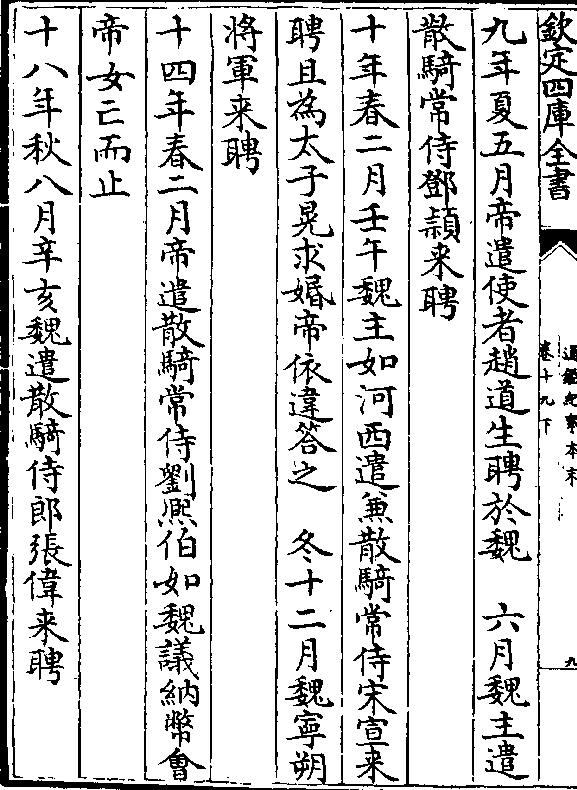 欽定四庫全書
通鑑紀事本末
卷十九下
九
九年夏五月帝遣使者趙道生聘於魏　六月魏主遣
散騎常侍鄧頴来聘
十年春二月壬午魏主如河西遣兼散騎常侍宋宣来
聘且為太子晃求婚帝依違答之　冬十二月魏寧朔
將軍来聘
十四年春二月帝遣散騎常侍劉熈伯如魏議納幣會
帝女亡而止
十八年秋八月辛亥魏遣散騎侍郎張偉来聘